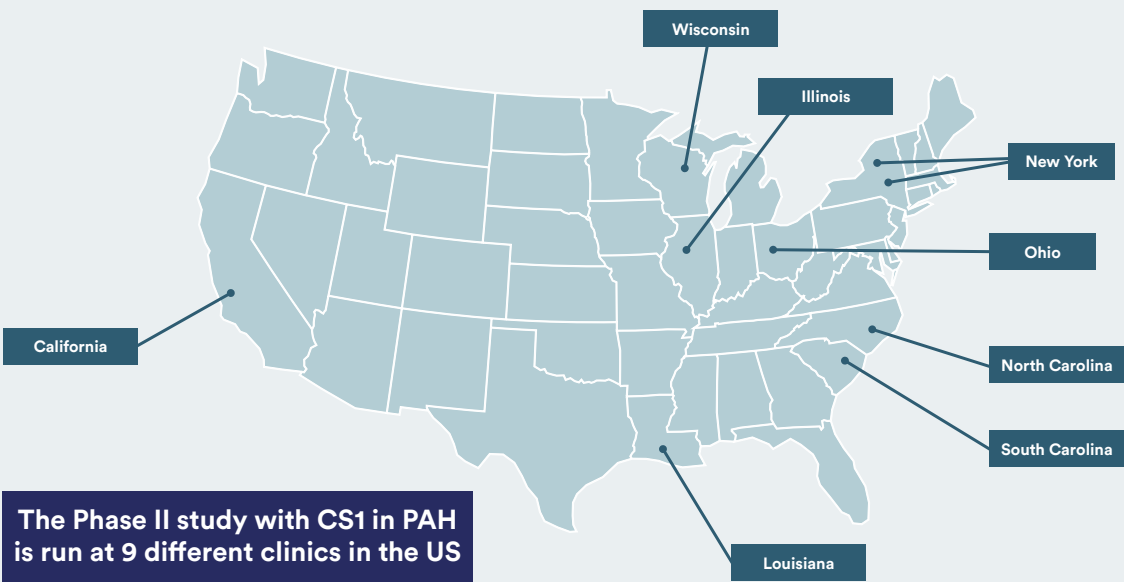 Wisconsin
Illinois
New York
Ohio
California
North Carolina
South Carolina
The Phase II study with CS1 in PAH
is run at 9 different clinics in the US
Louisiana